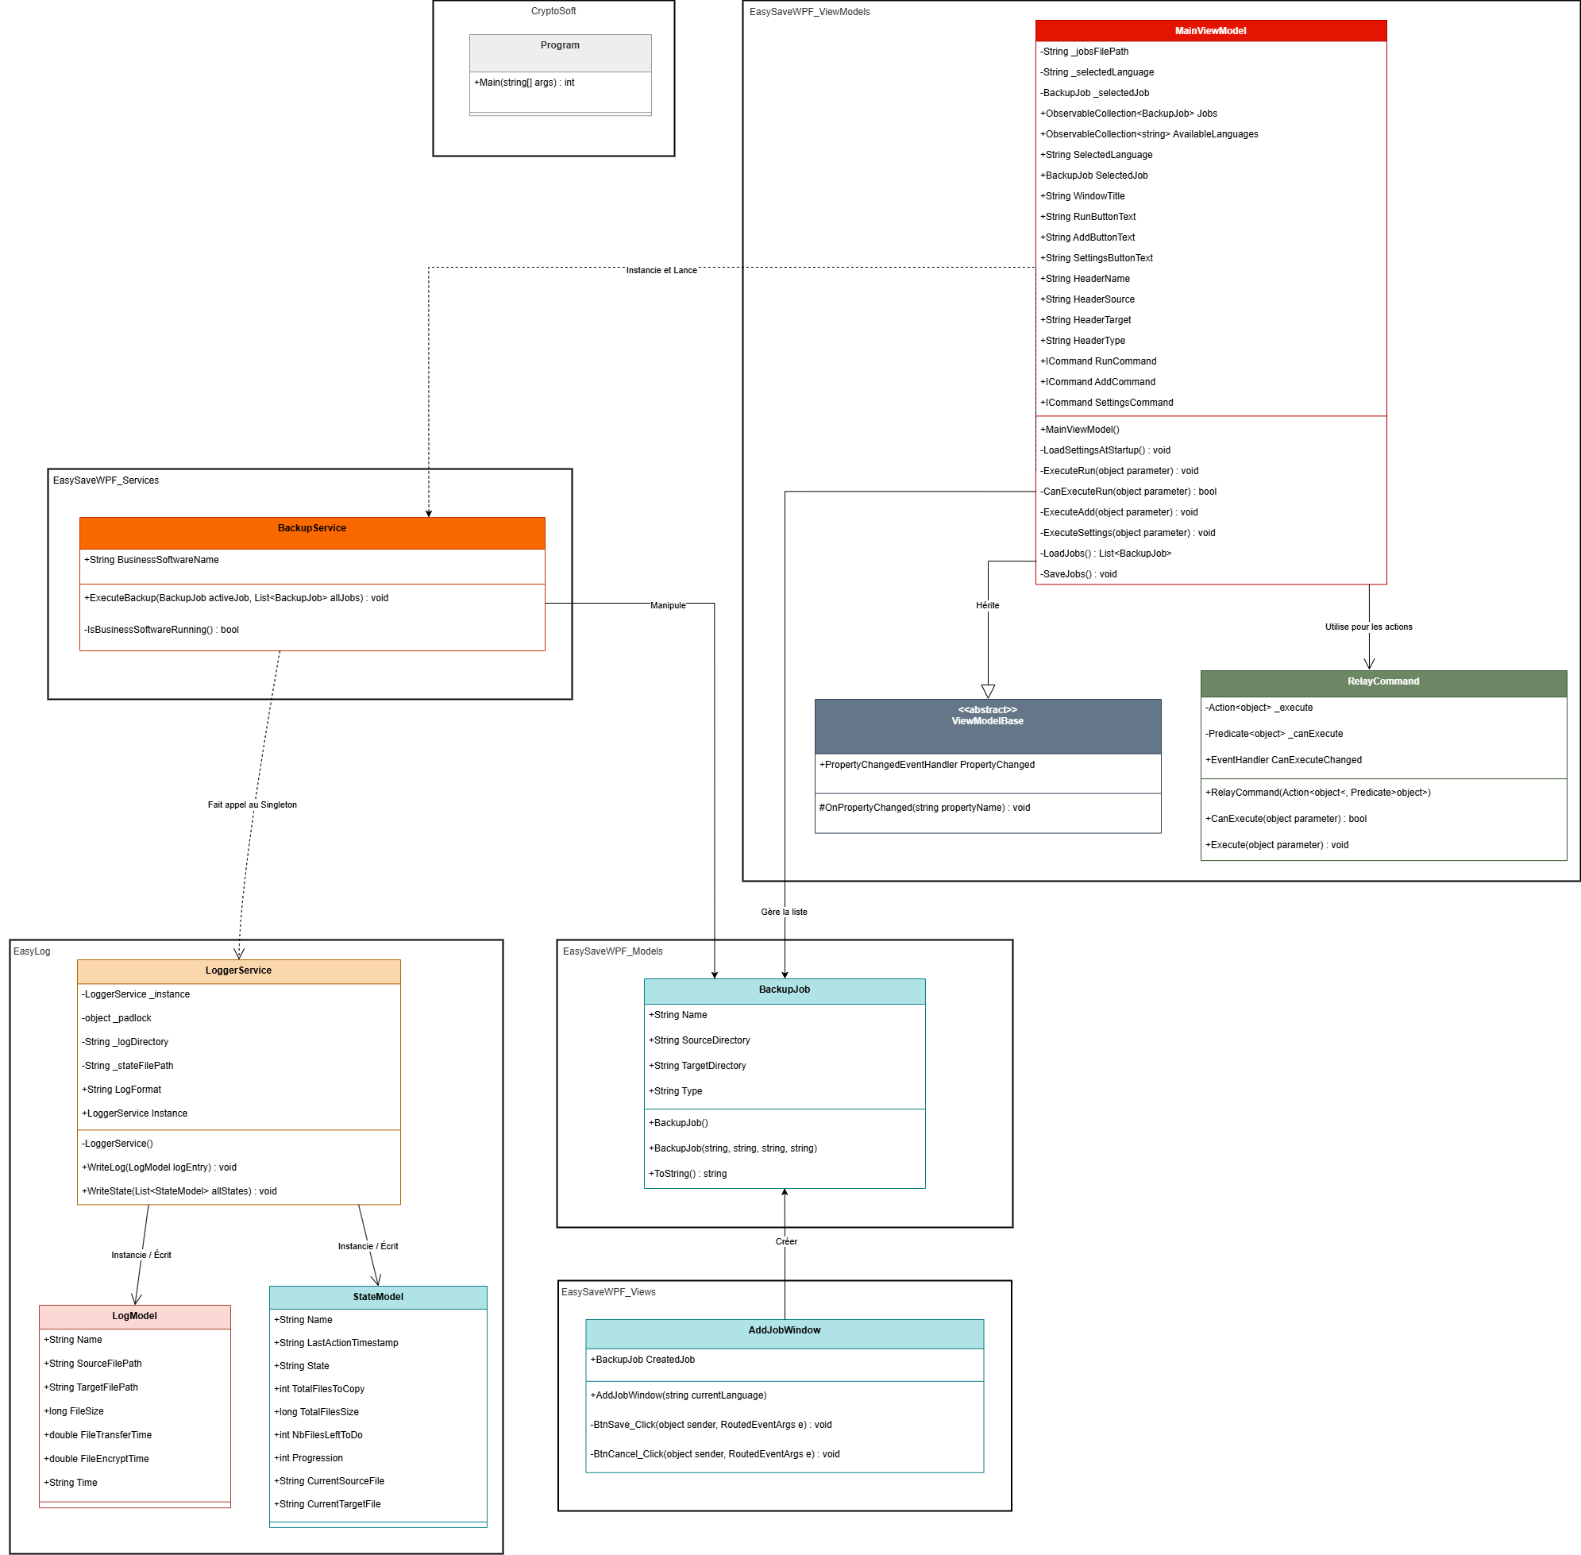 CryptoSoft
Program
+Main(string[] args) : int
EasySaveWPF_ViewModels
MainViewModel
-String _jobsFilePath
-String _selectedLanguage
-BackupJob _selectedJob
+ObservableCollection<BackupJob> Jobs
+ObservableCollection<string> AvailableLanguages
+String SelectedLanguage
+BackupJob SelectedJob
+String WindowTitle
+String RunButtonText
+String AddButtonText
+String SettingsButtonText
+String HeaderName
+String HeaderSource
+String HeaderTarget
+String HeaderType
+ICommand RunCommand
+ICommand AddCommand
+ICommand SettingsCommand
+MainViewModel()
-LoadSettingsAtStartup() : void
-ExecuteRun(object parameter) : void
-CanExecuteRun(object parameter) : bool
-ExecuteAdd(object parameter) : void
-ExecuteSettings(object parameter) : void
-LoadJobs() : List<BackupJob>
-SaveJobs() : void
Instancie et Lance
EasySaveWPF_Services
BackupService
+String BusinessSoftwareName
+ExecuteBackup(BackupJob activeJob, List<BackupJob> allJobs) : void
-IsBusinessSoftwareRunning() : bool
Manipule
Hérite
Utilise pour les actions
<<abstract>>
ViewModelBase
+PropertyChangedEventHandler PropertyChanged
#OnPropertyChanged(string propertyName) : void
RelayCommand
-Action<object> _execute
-Predicate<object> _canExecute
+EventHandler CanExecuteChanged
+RelayCommand(Action<object<, Predicate>object>)
+CanExecute(object parameter) : bool
+Execute(object parameter) : void
Fait appel au Singleton
Gère la liste
EasyLog
LoggerService
-LoggerService _instance
-object _padlock
-String _logDirectory
-String _stateFilePath
+String LogFormat
+LoggerService Instance
-LoggerService()
+WriteLog(LogModel logEntry) : void
+WriteState(List<StateModel> allStates) : void
Instancie / Écrit
Instancie / Écrit
LogModel
+String Name
+String SourceFilePath
+String TargetFilePath
+long FileSize
+double FileTransferTime
+double FileEncryptTime
+String Time
StateModel
+String Name
+String LastActionTimestamp
+String State
+int TotalFilesToCopy
+long TotalFilesSize
+int NbFilesLeftToDo
+int Progression
+String CurrentSourceFile
+String CurrentTargetFile
EasySaveWPF_Models
BackupJob
+String Name
+String SourceDirectory
+String TargetDirectory
+String Type
+BackupJob()
+BackupJob(string, string, string, string)
+ToString() : string
Créer
EasySaveWPF_Views
AddJobWindow
+BackupJob CreatedJob
+AddJobWindow(string currentLanguage)
-BtnSave_Click(object sender, RoutedEventArgs e) : void
-BtnCancel_Click(object sender, RoutedEventArgs e) : void